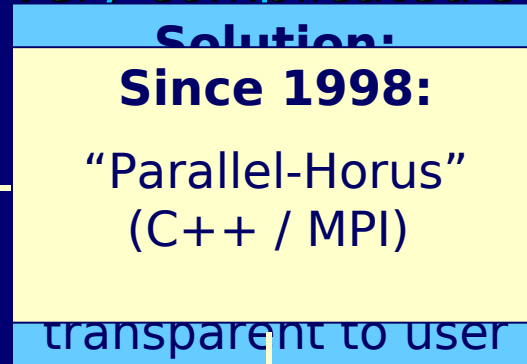 Solution:
Since 1998:
“Parallel-Horus”
(C++ / MPI)
transparent to user